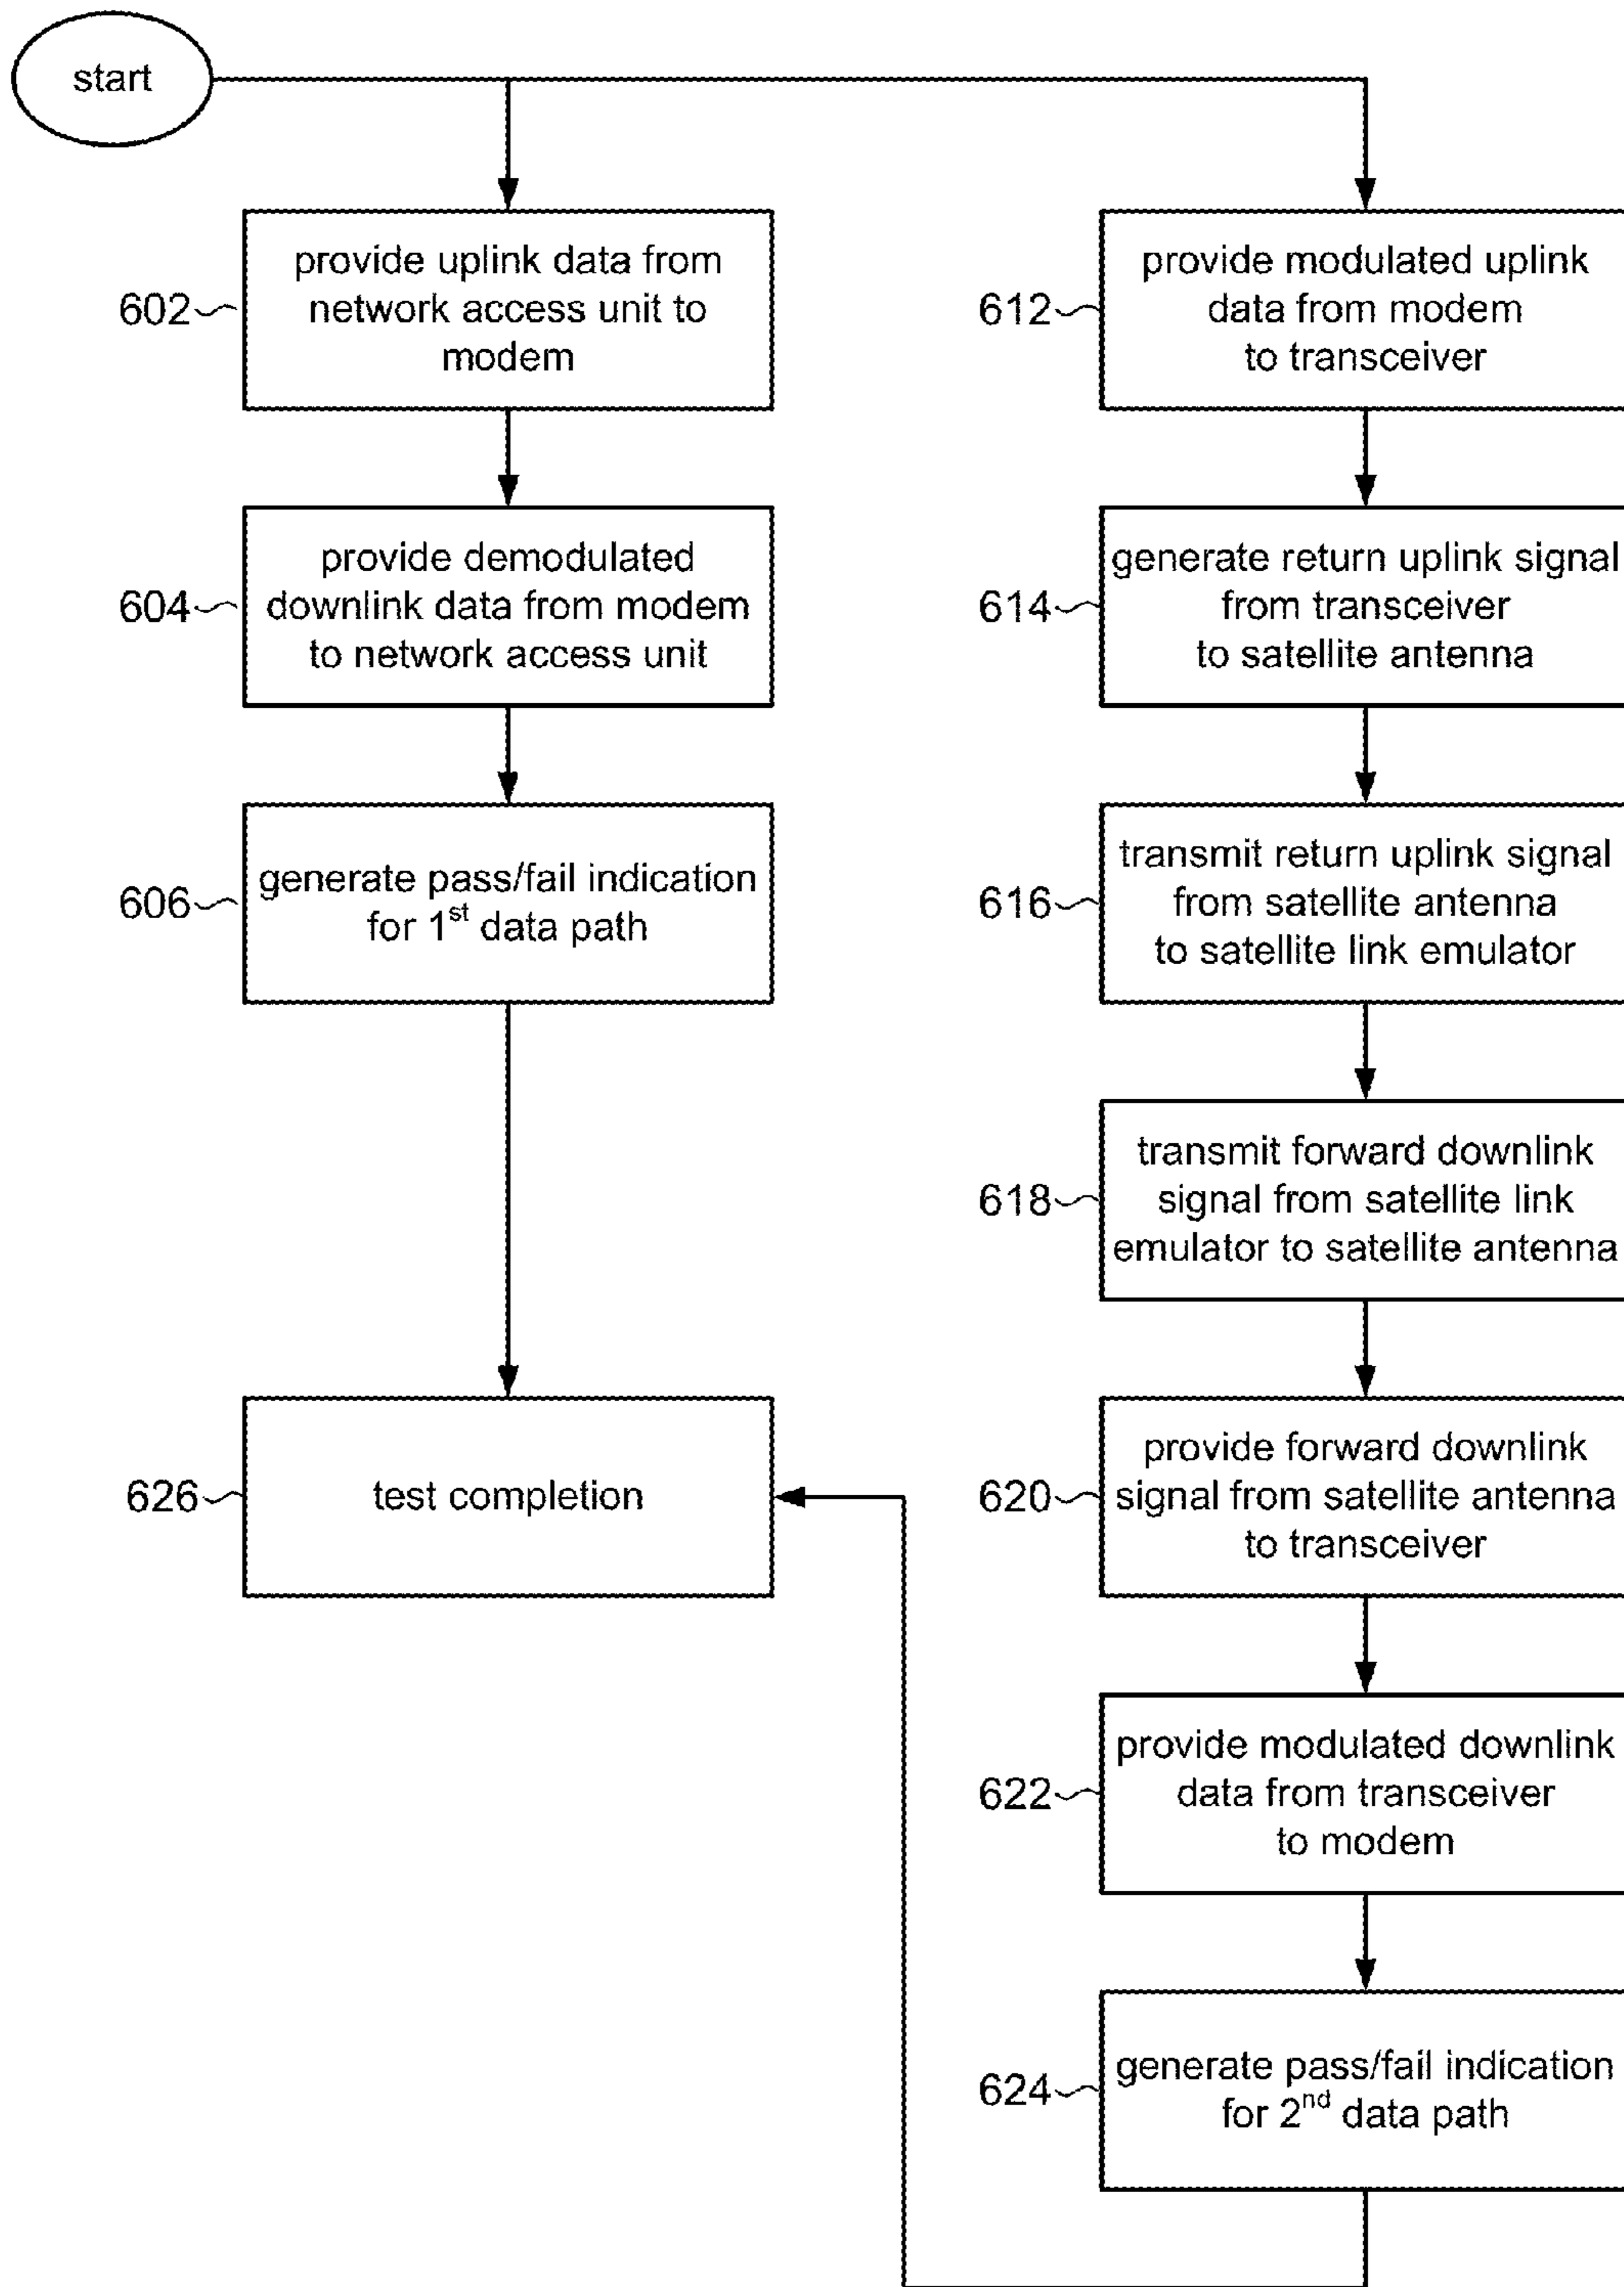 start
602
provide uplink data from
network access unit to
modem
604
provide demodulated
downlink data from modem
to network access unit
606
generate pass/fail indication
for 1st data path
626
test completion
612
provide modulated uplink
data from modem
to transceiver
614
generate return uplink signal
from transceiver
to satellite antenna
616
transmit return uplink signal
from satellite antenna
to satellite link emulator
618
transmit forward downlink
signal from satellite link
emulator to satellite antenna
620
provide forward downlink
signal from satellite antenna
to transceiver
622
provide modulated downlink
data from transceiver
to modem
624
generate pass/fail indication
for 2nd data path